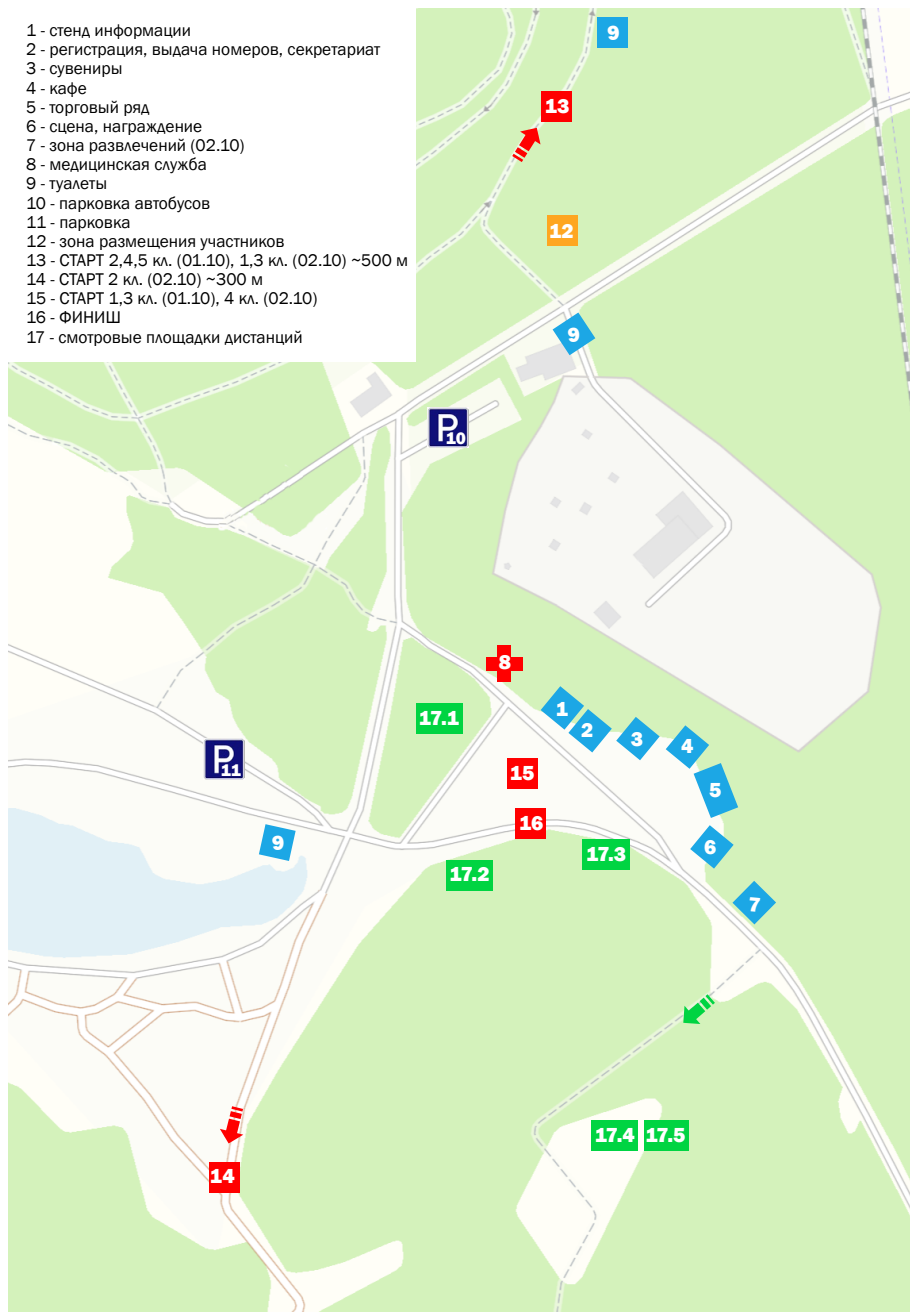 1 - стенд информации
2 - регистрация, выдача номеров, секретариат
3 - сувениры
4 - кафе
5 - торговый ряд
6 - сцена, награждение
7 - зона развлечений (02.10)
8 - медицинская служба
9 - туалеты
10 - парковка автобусов
11 - парковка
12 - зона размещения участников
13 - СТАРТ 2,4,5 кл. (01.10), 1,3 кл. (02.10) ~500 м
14 - СТАРТ 2 кл. (02.10) ~300 м
15 - СТАРТ 1,3 кл. (01.10), 4 кл. (02.10)
16 - ФИНИШ
17 - смотровые площадки дистанций
9
13
12
9
P10
8
1
2
17.1
3
4
P11
15
5
16
9
6
17.3
17.2
7
17.4 17.5
14